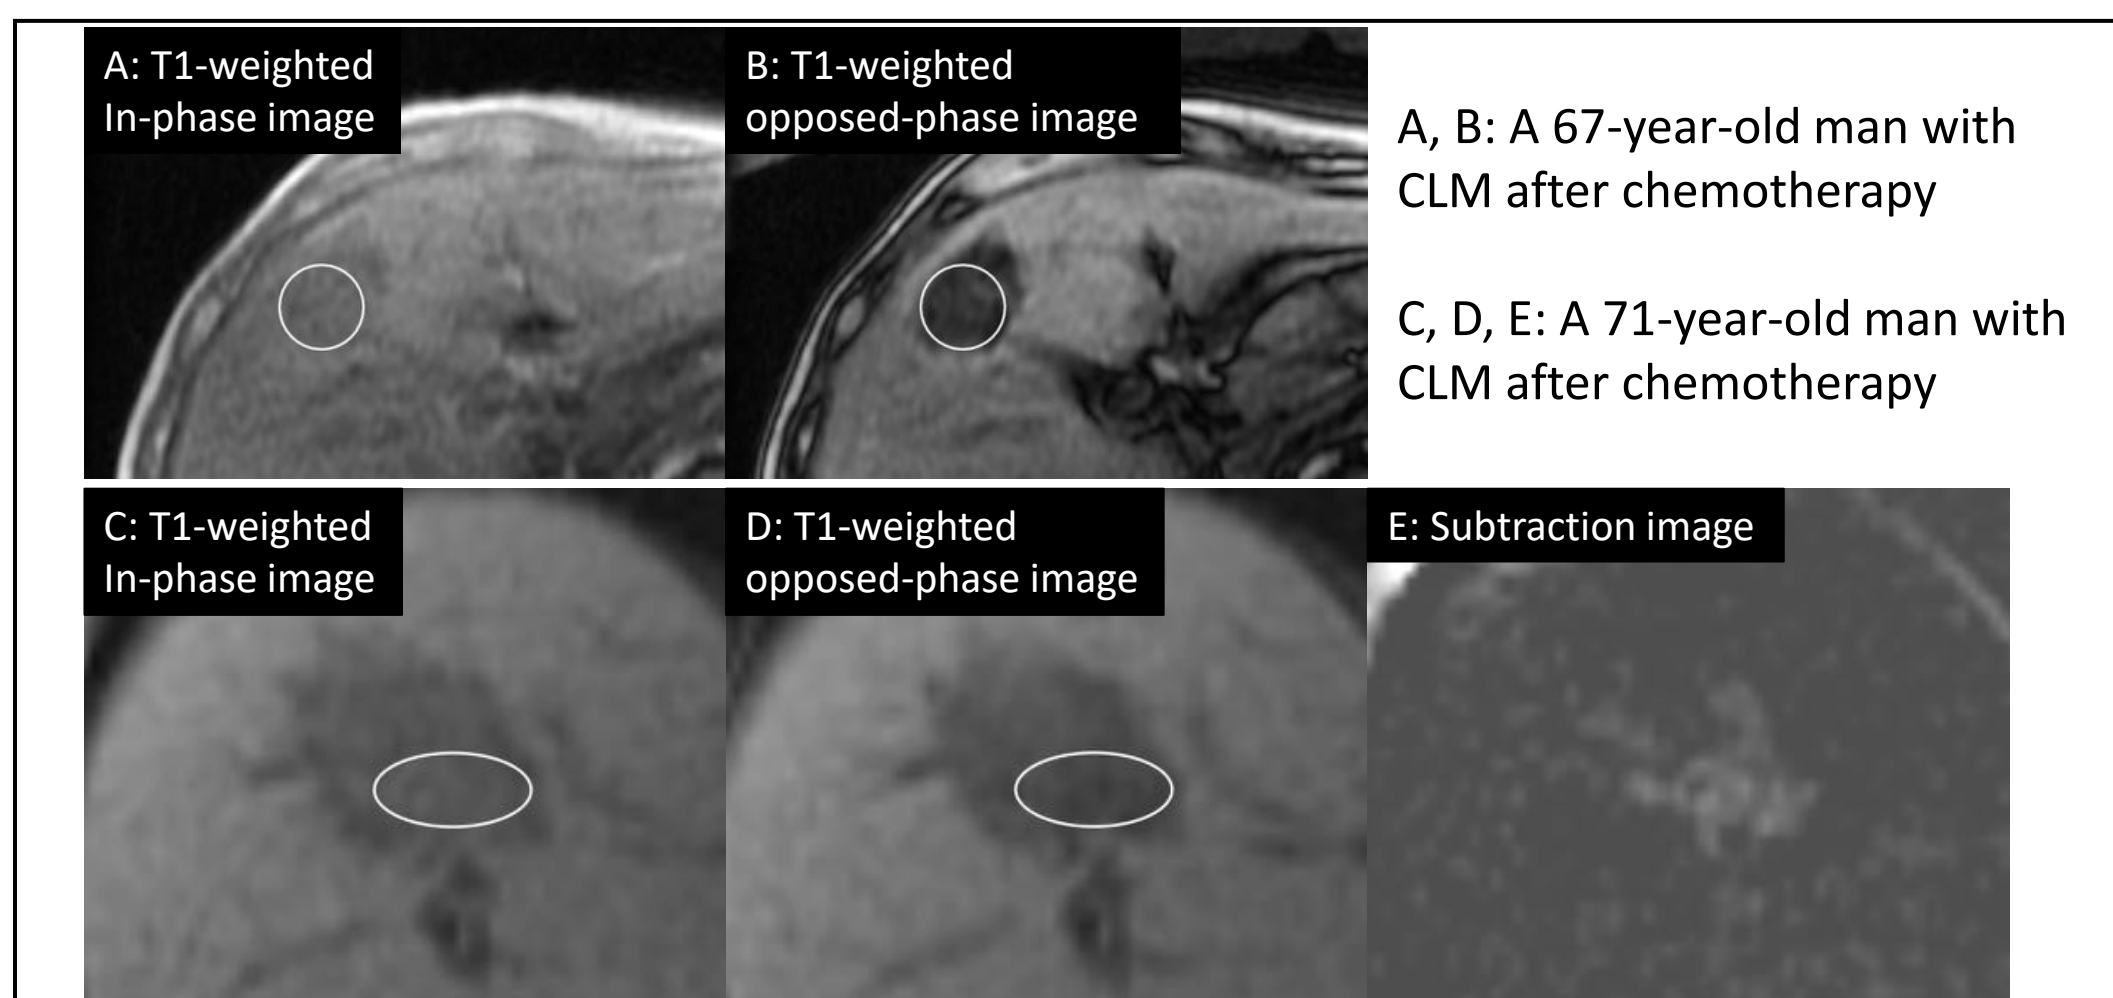 A: T1-weighted
In-phase image
B: T1-weighted
opposed-phase image
A, B: A 67-year-old man with
CLM after chemotherapy
C, D, E: A 71-year-old man with
CLM after chemotherapy
C: T1-weighted
In-phase image
D: T1-weighted
opposed-phase image
E: Subtraction image